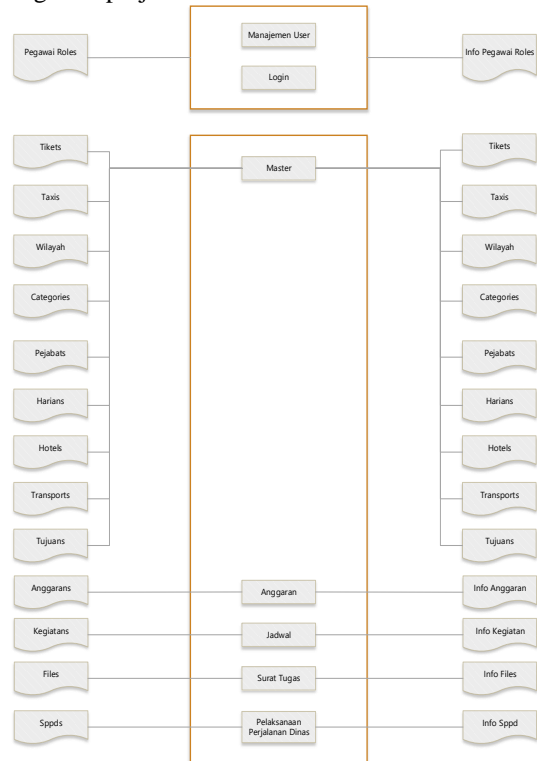 Pegawai Roles
Manajemen User
Login
Info Pegawai Roles
Tikets
Master
Tikets
Taxis
Taxis
Wilayah
Wilayah
Categories
Categories
Pejabats
Pejabats
Harians
Harians
Hotels
Hotels
Transports
Transports
Tujuans
Tujuans
Anggarans
Anggaran
Info Anggaran
Kegiatans
Jadwal
Info Kegiatan
Files
Surat Tugas
Info Files
Sppds
Pelaksanaan
Perjalanan Dinas
Info Sppd